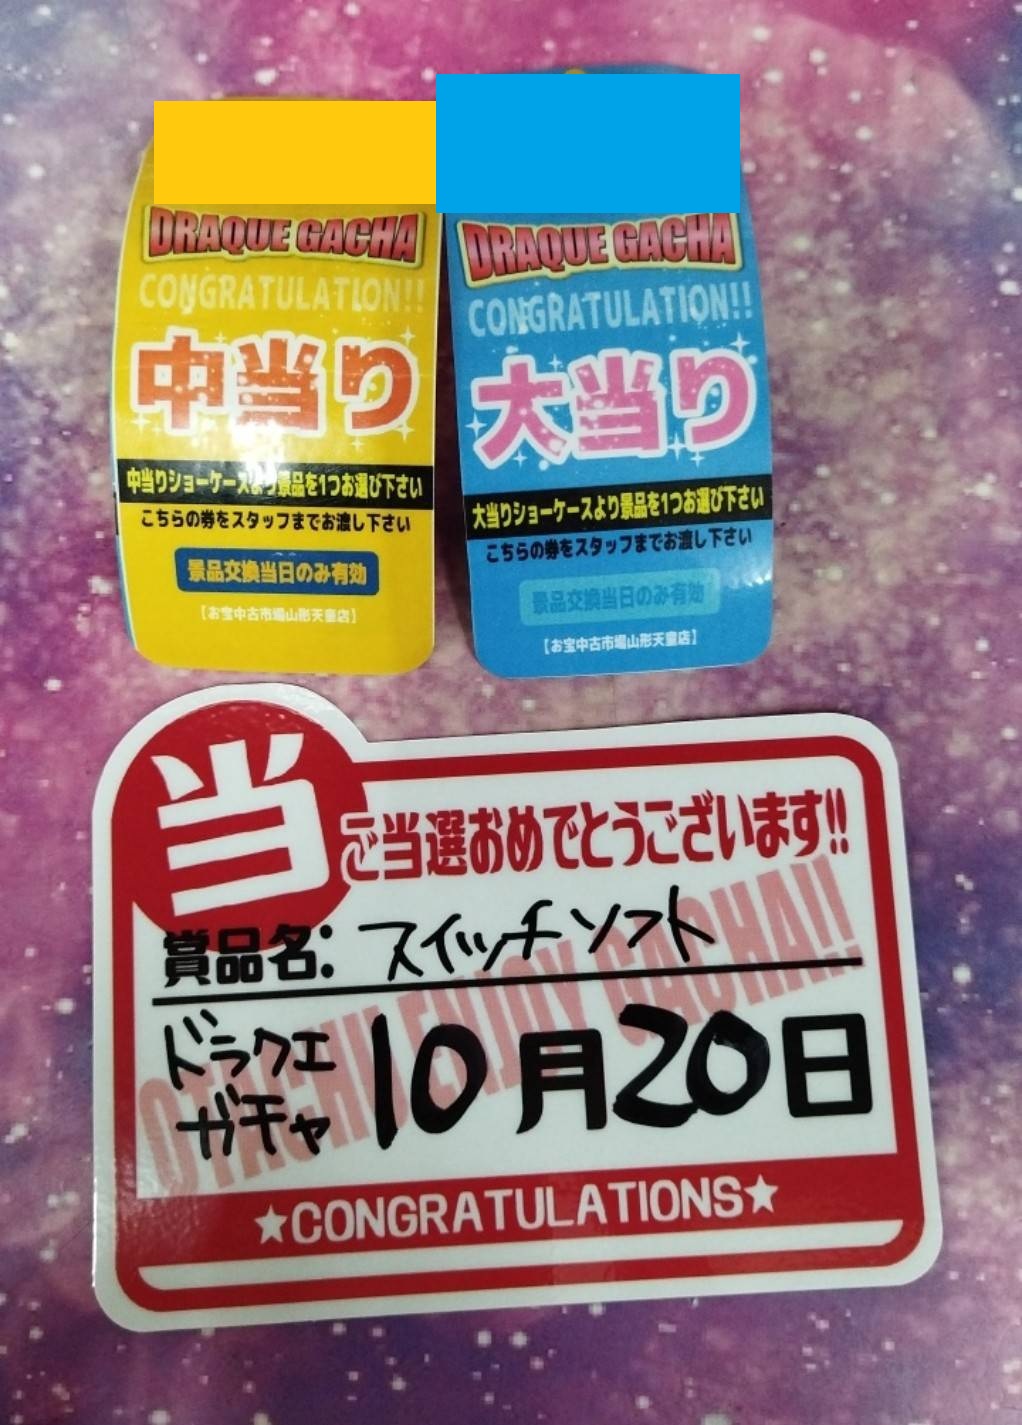 DRAQUE GACHA
CONGRATULATION!!
中当り
中当りショーケースより景品を1つお選び下さい
こちらの券をスタッフまでお渡し下さい
景品交換当日のみ有効
【お宝中古市場山形天童店】
DRAQUE GACHA
CONGRATULATION!!
大当り
大当りショーケースより景品を1つお選び下さい
こちらの券をスタッフまでお渡し下さい
景品交換当日のみ有効
【お宝中古市場山形天童店】
当
ご当選おめでとうございます!!
賞品名: スイッチソフト
ドラクエ
ガチャ
10月20日
OTACHU ENJOY GACHA!!
★CONGRATULATIONS★